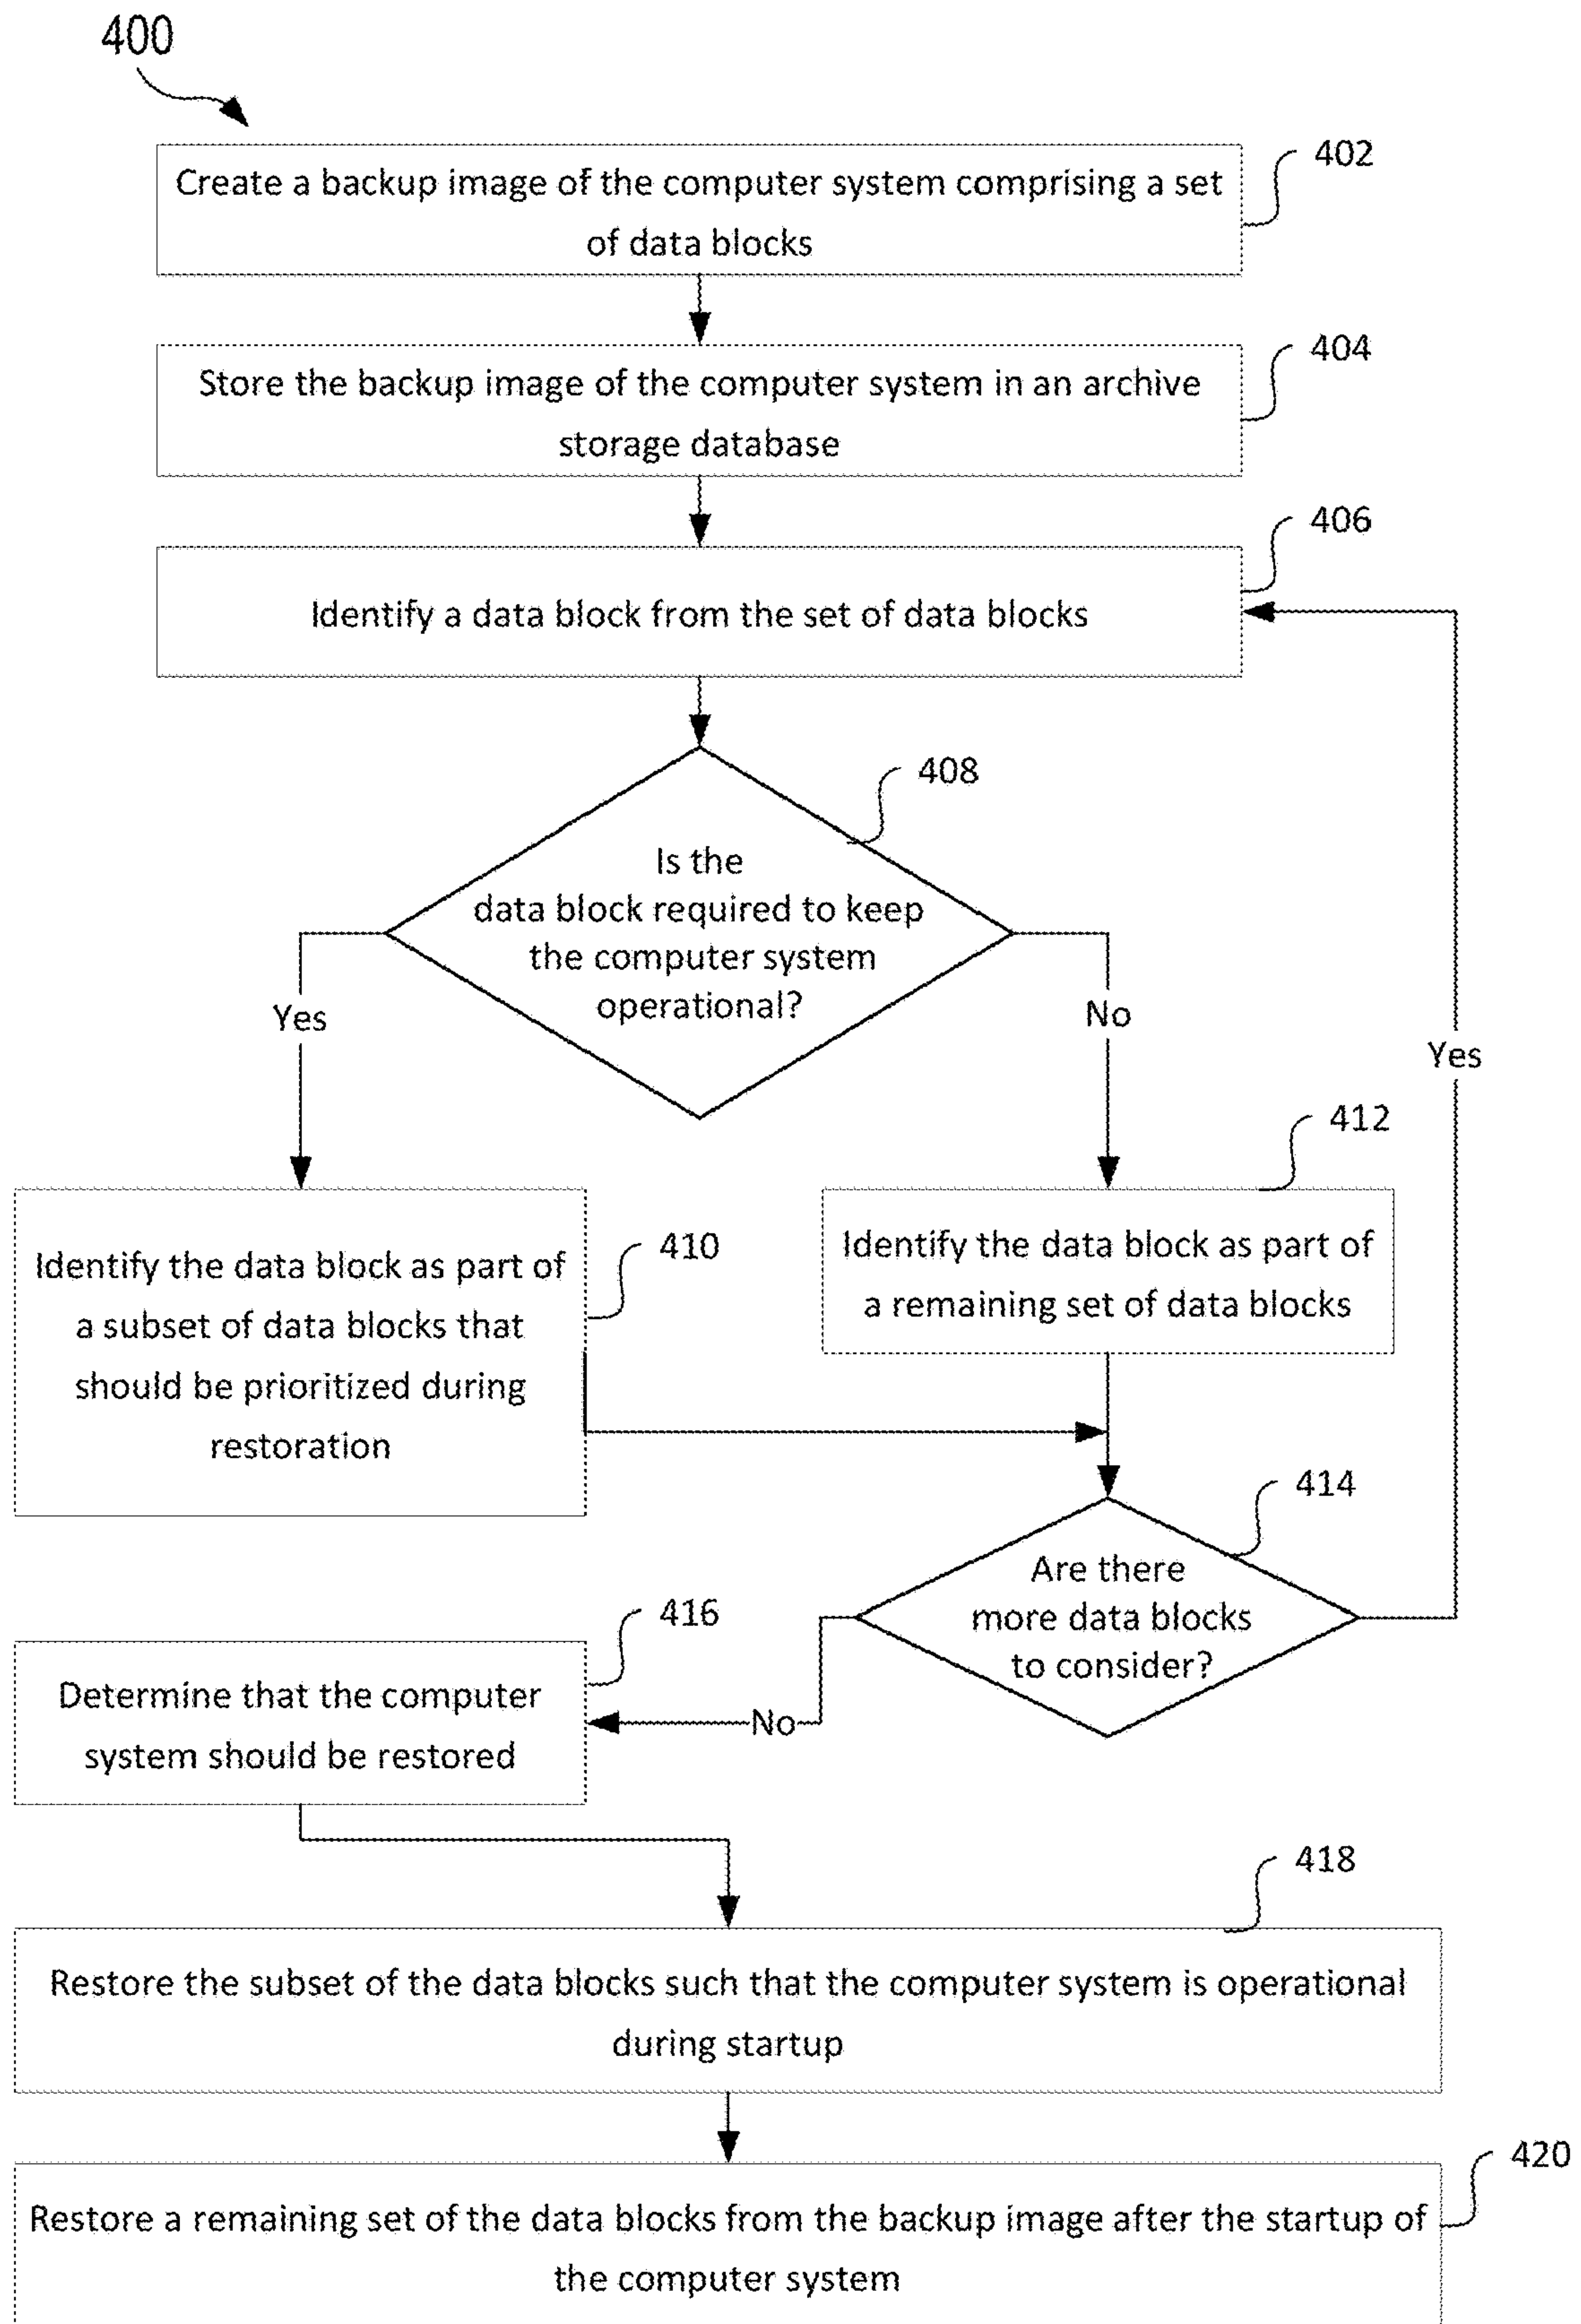 400
402
Create a backup image of the computer system comprising a set
of data blocks
404
Store the backup image of the computer system in an archive
storage database
406
Identify a data block from the set of data blocks
408
Is the
data block required to keep
the computer system
operational?
Yes
No
Yes
412
410
Identify the data block as part of
a subset of data blocks that
should be prioritized during
restoration
Identify the data block as part of
a remaining set of data blocks
414
Are there
more data blocks
to consider?
416
Determine that the computer
system should be restored
No
418
Restore the subset of the data blocks such that the computer system is operational
during startup
420
Restore a remaining set of the data blocks from the backup image after the startup of
the computer system